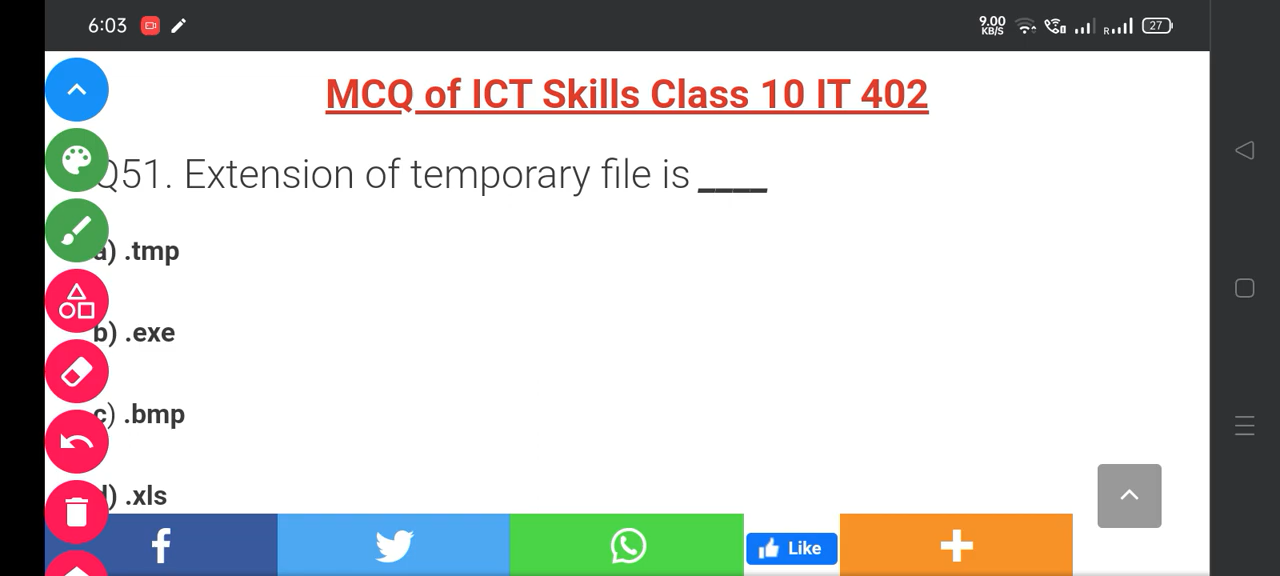 6:03
9.00
KB/S
R
27
MCQ of ICT Skills Class 10 IT 402
Q51. Extension of temporary file is ____
a) .tmp
b) .exe
c) .bmp
d) .xls
Like